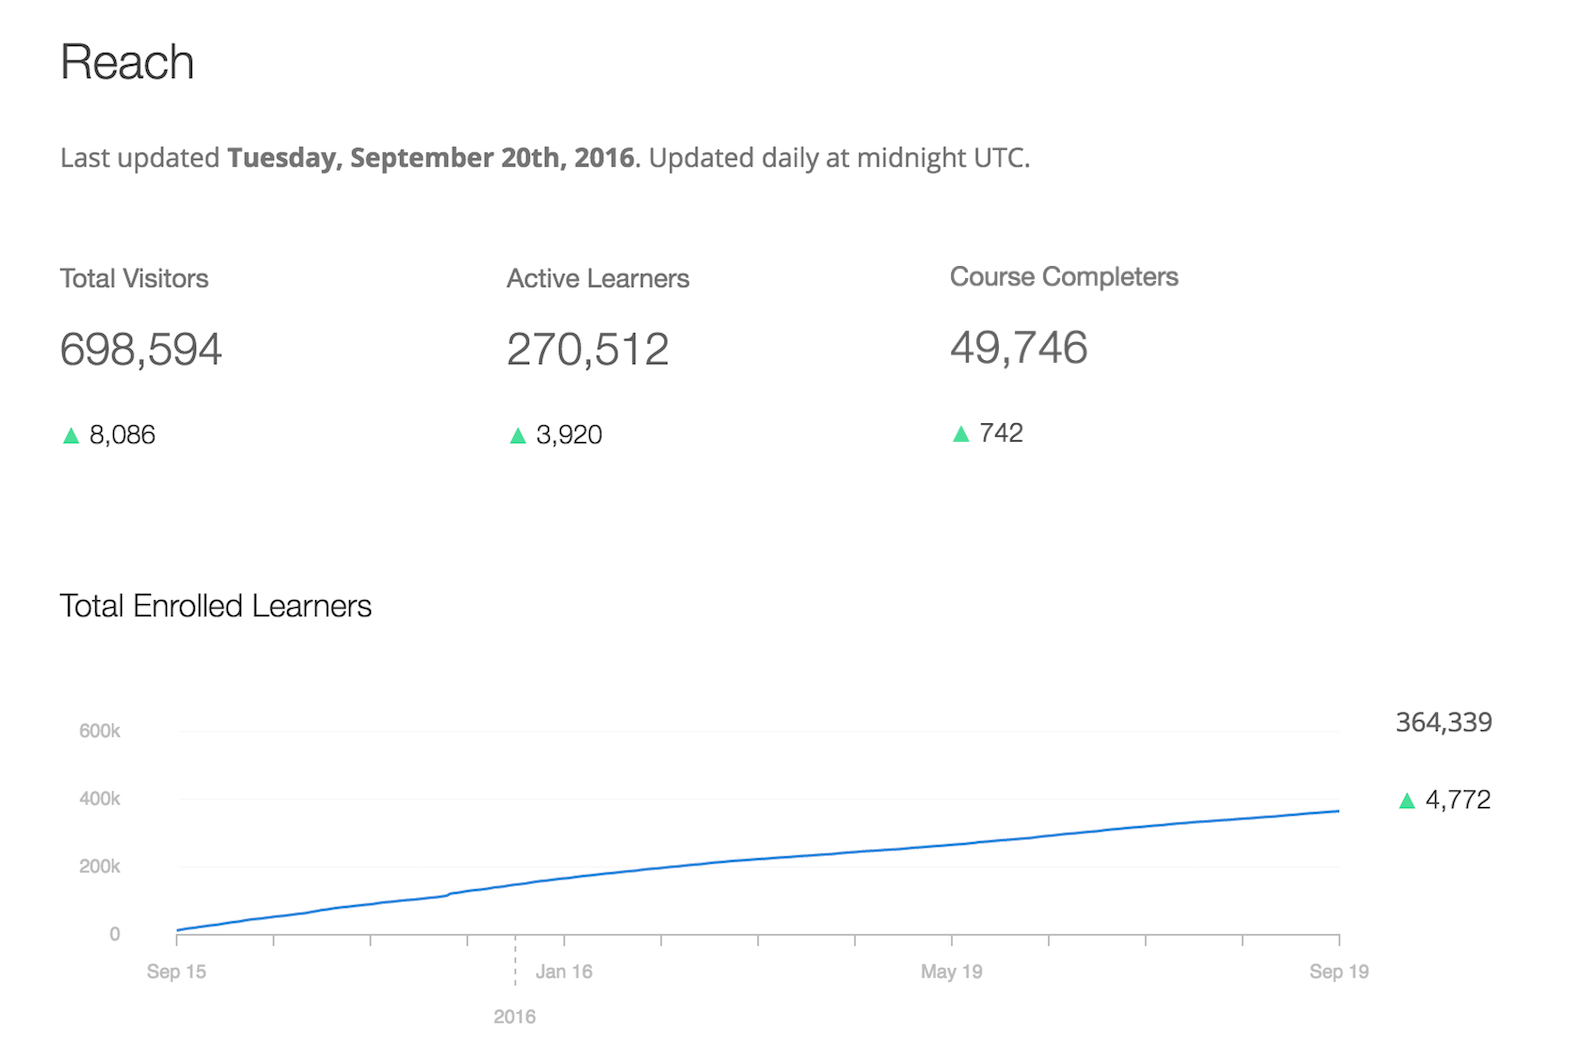 Reach
Last updated Tuesday, September 20th, 2016. Updated daily at midnight UTC.
Total Visitors
698,594
▲ 8,086
Active Learners
270,512
▲ 3,920
Course Completers
49,746
▲ 742
Total Enrolled Learners
600k
400k
200k
0
Sep 15
Jan 16
May 19
Sep 19
2016
364,339
▲ 4,772